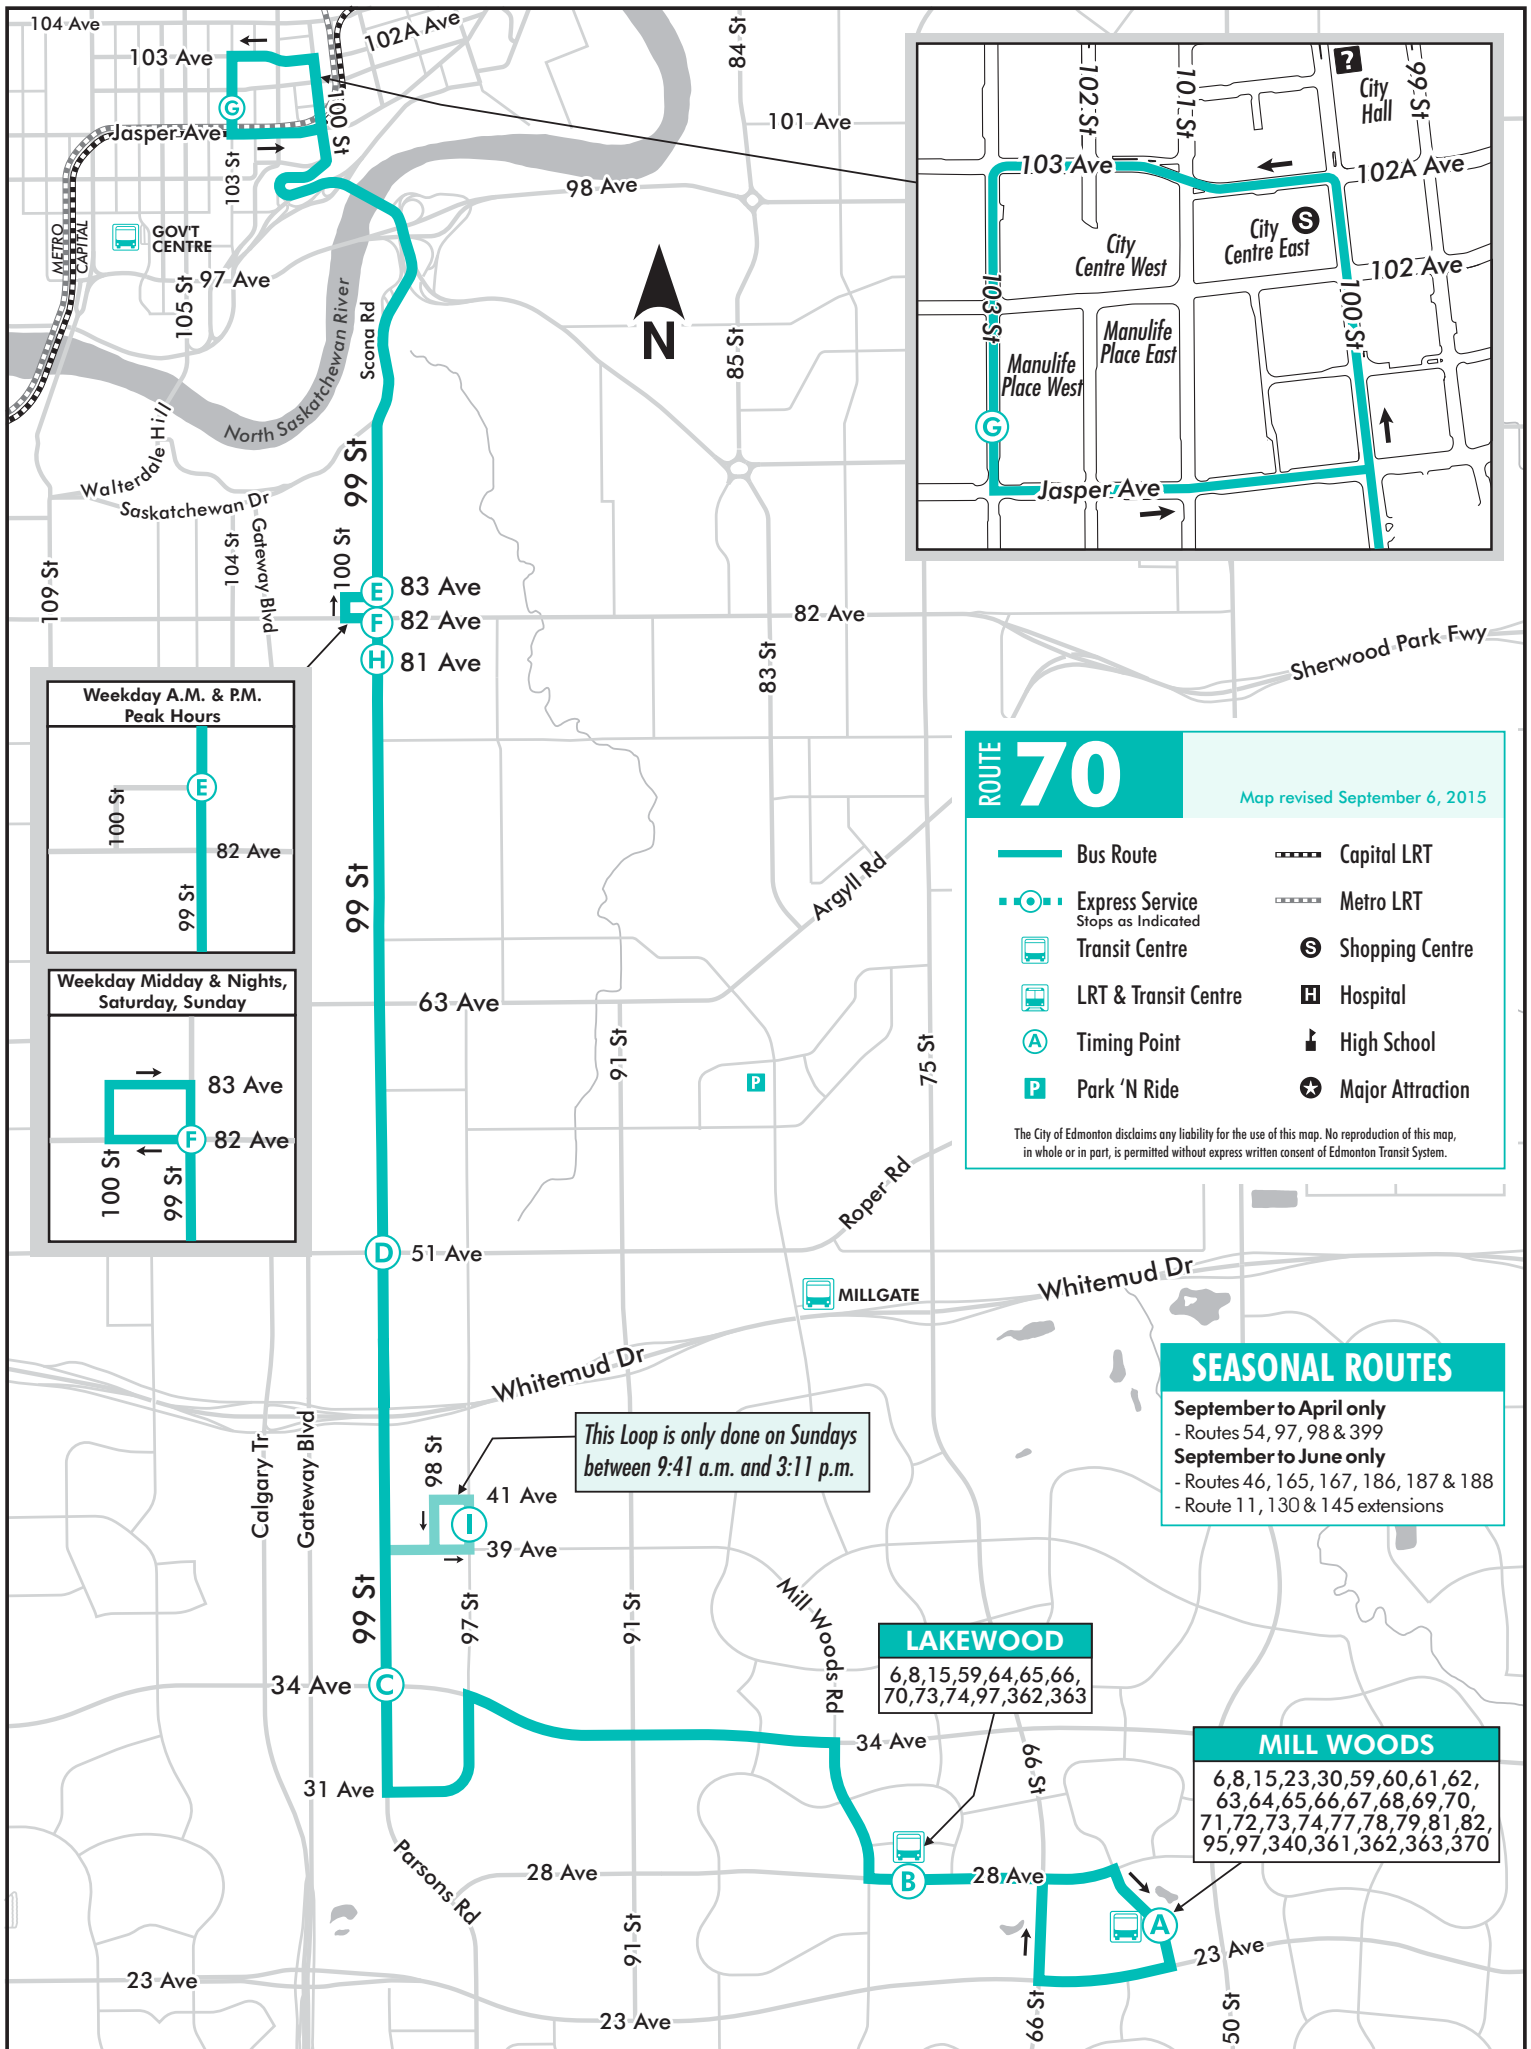 104 Ave
102A Ave
84 St
103 Ave
G
100 St
Jasper Ave
103 St
101 Ave
98 Ave
METRO
CAPITAL
GOV'T
CENTRE
97 Ave
105 St
North Saskatchewan River
Scona Rd
N
85 St
Walterdale Hill
Saskatchewan Dr
99 St
109 St
104 St
Gateway Blvd
100 St
E
83 Ave
F
82 Ave
H
81 Ave
82 Ave
83 St
Sherwood Park Fwy
?
City
Hall
99 St
102 St
101 St
103 Ave
102A Ave
S
City
Centre East
City
Centre West
102 Ave
103 St
100 St
Manulife
Place East
Manulife
Place West
G
Jasper Ave
Weekday A.M. & P.M.
Peak Hours
E
100 St
82 Ave
99 St
Weekday Midday & Nights,
Saturday, Sunday
83 Ave
F
82 Ave
100 St
99 St
ROUTE
70
Map revised September 6, 2015
Bus Route
Capital LRT
Express Service
Stops as Indicated
Metro LRT
Transit Centre
S
Shopping Centre
LRT & Transit Centre
H
Hospital
A
Timing Point
High School
P
Park 'N Ride
Major Attraction
The City of Edmonton disclaims any liability for the use of this map. No reproduction of this map,
in whole or in part, is permitted without express written consent of Edmonton Transit System.
99 St
Argyll Rd
63 Ave
91 St
75 St
P
Roper Rd
D
51 Ave
MILLGATE
Whitemud Dr
Whitemud Dr
SEASONAL ROUTES
September to April only
- Routes 54, 97, 98 & 399
September to June only
- Routes 46, 165, 167, 186, 187 & 188
- Route 11, 130 & 145 extensions
This Loop is only done on Sundays
between 9:41 a.m. and 3:11 p.m.
Calgary Tr
Gateway Blvd
98 St
41 Ave
I
39 Ave
99 St
97 St
91 St
Mill Woods Rd
LAKEWOOD
6,8,15,59,64,65,66,
70,73,74,97,362,363
34 Ave
C
34 Ave
66 St
MILL WOODS
6,8,15,23,30,59,60,61,62,
63,64,65,66,67,68,69,70,
71,72,73,74,77,78,79,81,82,
95,97,340,361,362,363,370
31 Ave
Parsons Rd
28 Ave
B
28 Ave
A
91 St
23 Ave
23 Ave
23 Ave
66 St
50 St